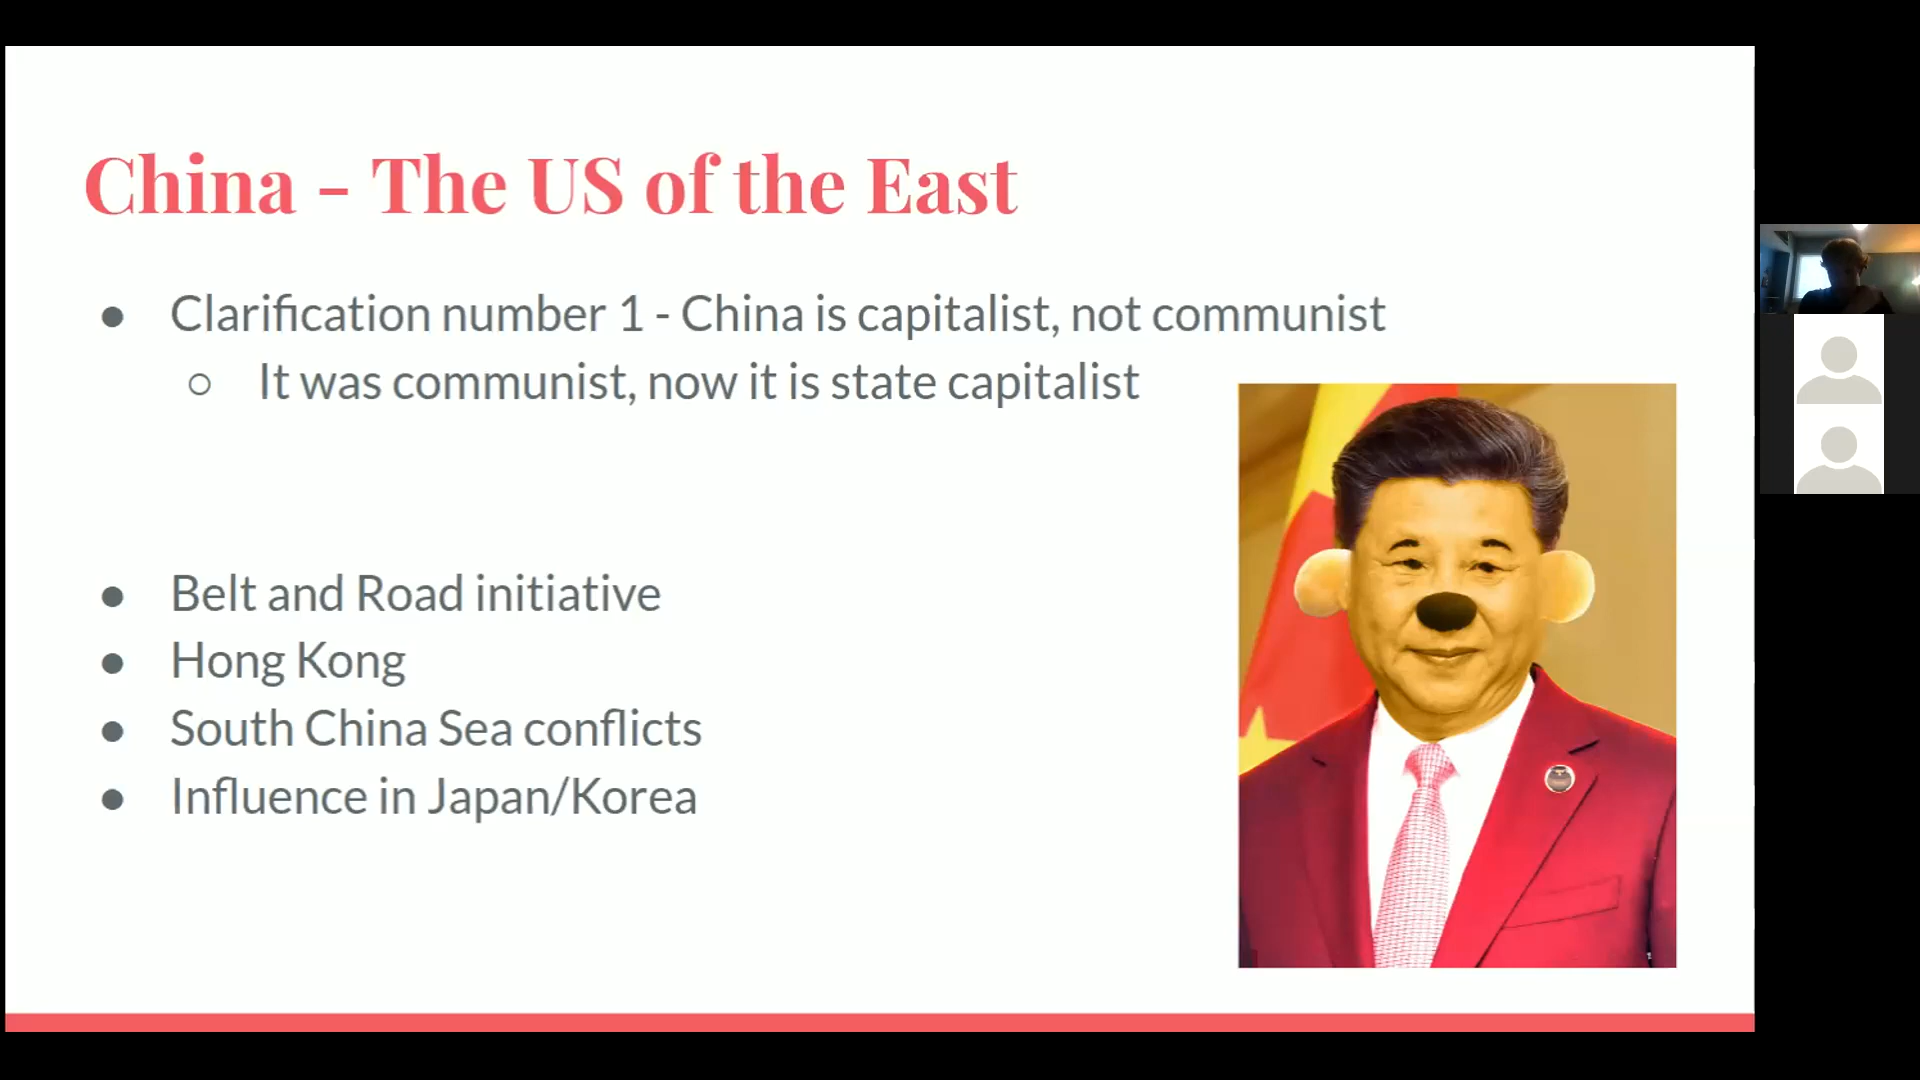 China - The US of the East
● Clarification number 1 - China is capitalist, not communist
○ It was communist, now it is state capitalist
● Belt and Road initiative
● Hong Kong
● South China Sea conflicts
● Influence in Japan/Korea